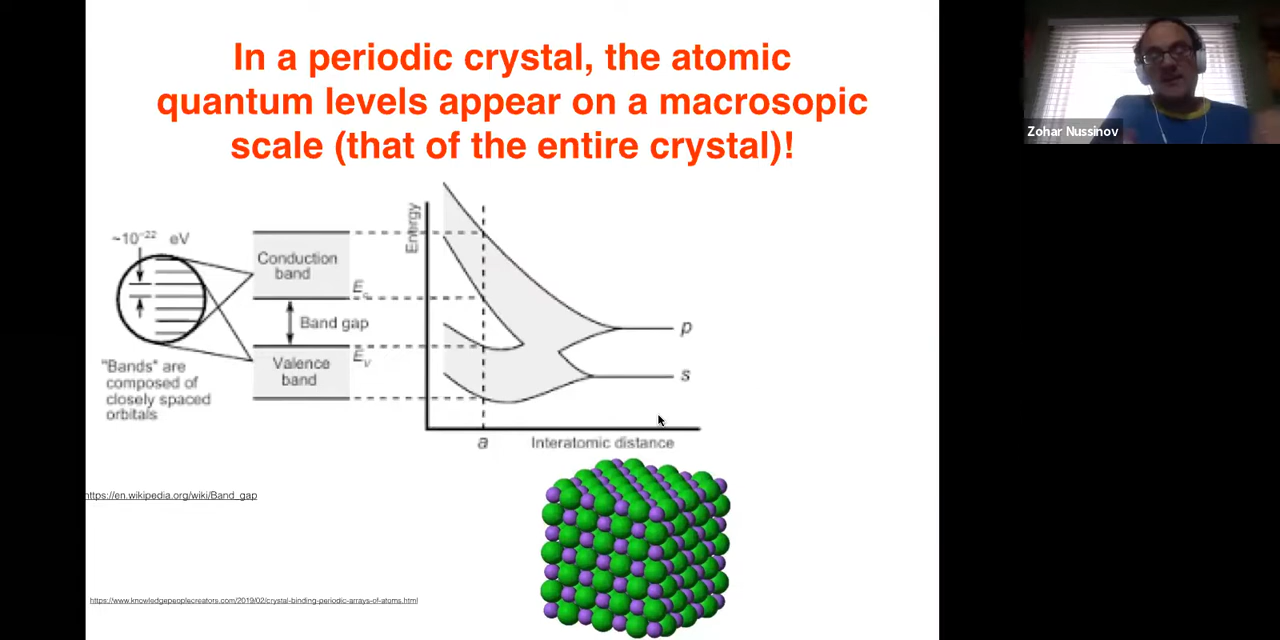 In a periodic crystal, the atomic
quantum levels appear on a macrosopic
scale (that of the entire crystal)!
Zohar Nussinov
~10⁻²² eV
Conduction
band
E꜀
Band gap
Eᵥ
Valence
band
"Bands" are
composed of
closely spaced
orbitals
Energy
p
s
a
Interatomic distance
https://en.wikipedia.org/wiki/Band_gap
https://www.knowledgepeoplecreators.com/2019/02/crystal-binding-periodic-arrays-of-atoms.html